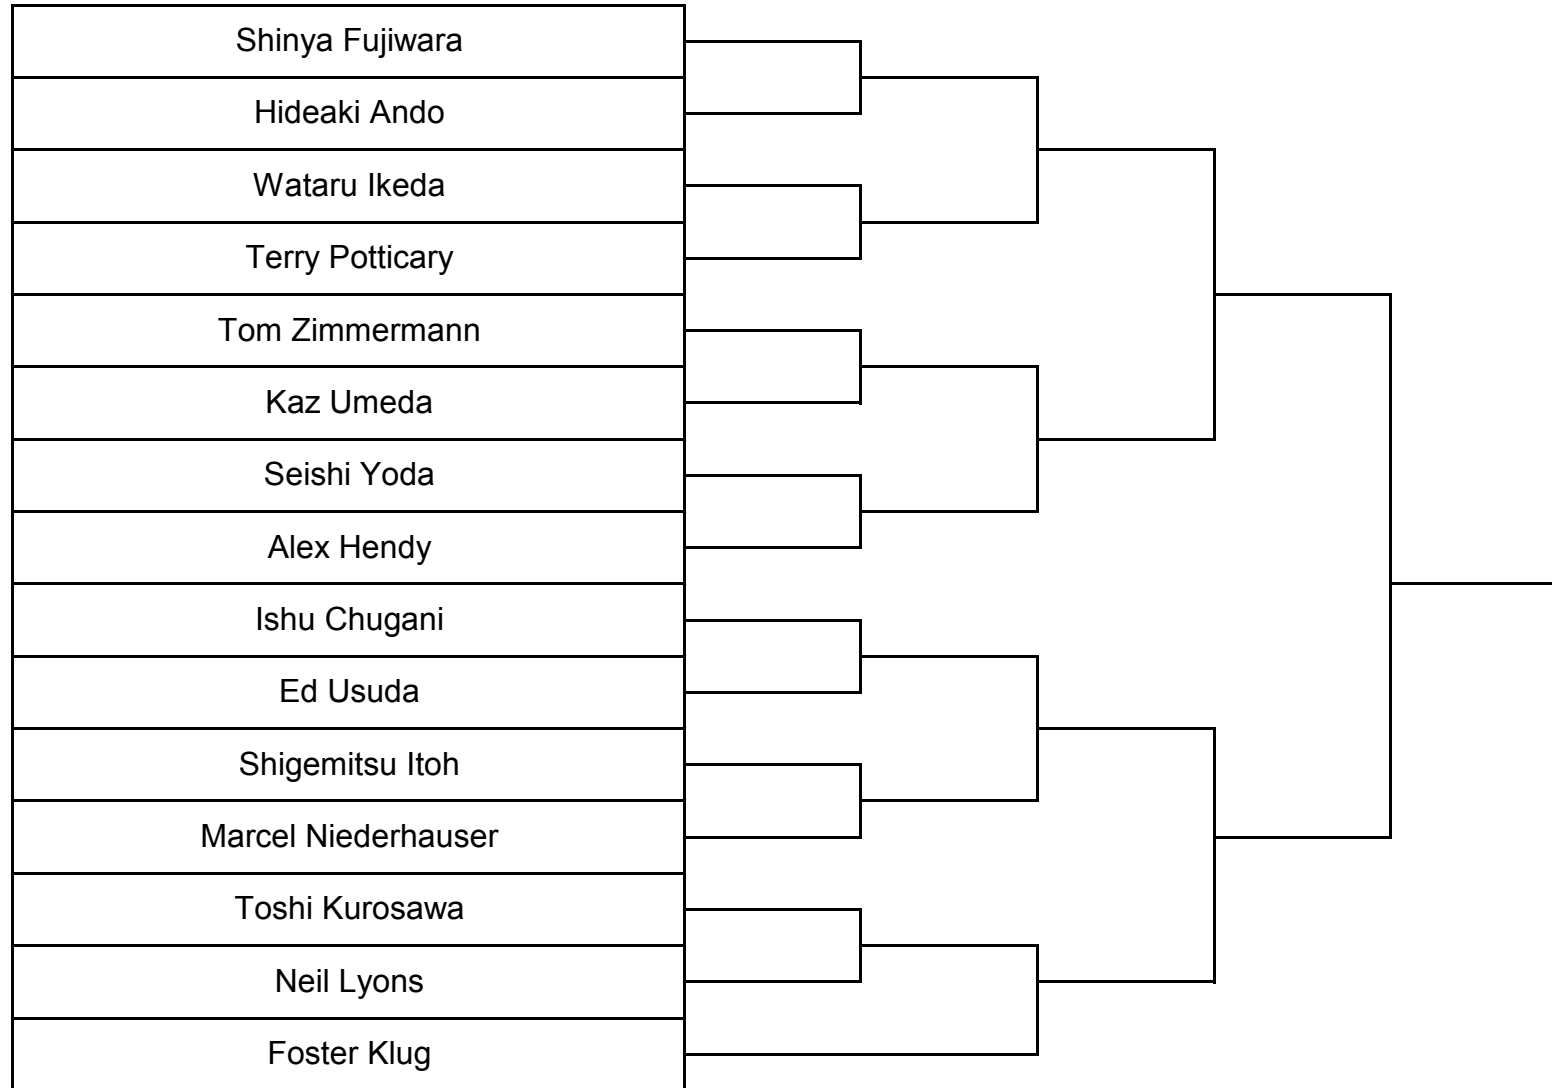 Shinya Fujiwara
Hideaki Ando
Wataru Ikeda
Terry Potticary
Tom Zimmermann
Kaz Umeda
Seishi Yoda
Alex Hendy
Ishu Chugani
Ed Usuda
Shigemitsu Itoh
Marcel Niederhauser
Toshi Kurosawa
Neil Lyons
Foster Klug